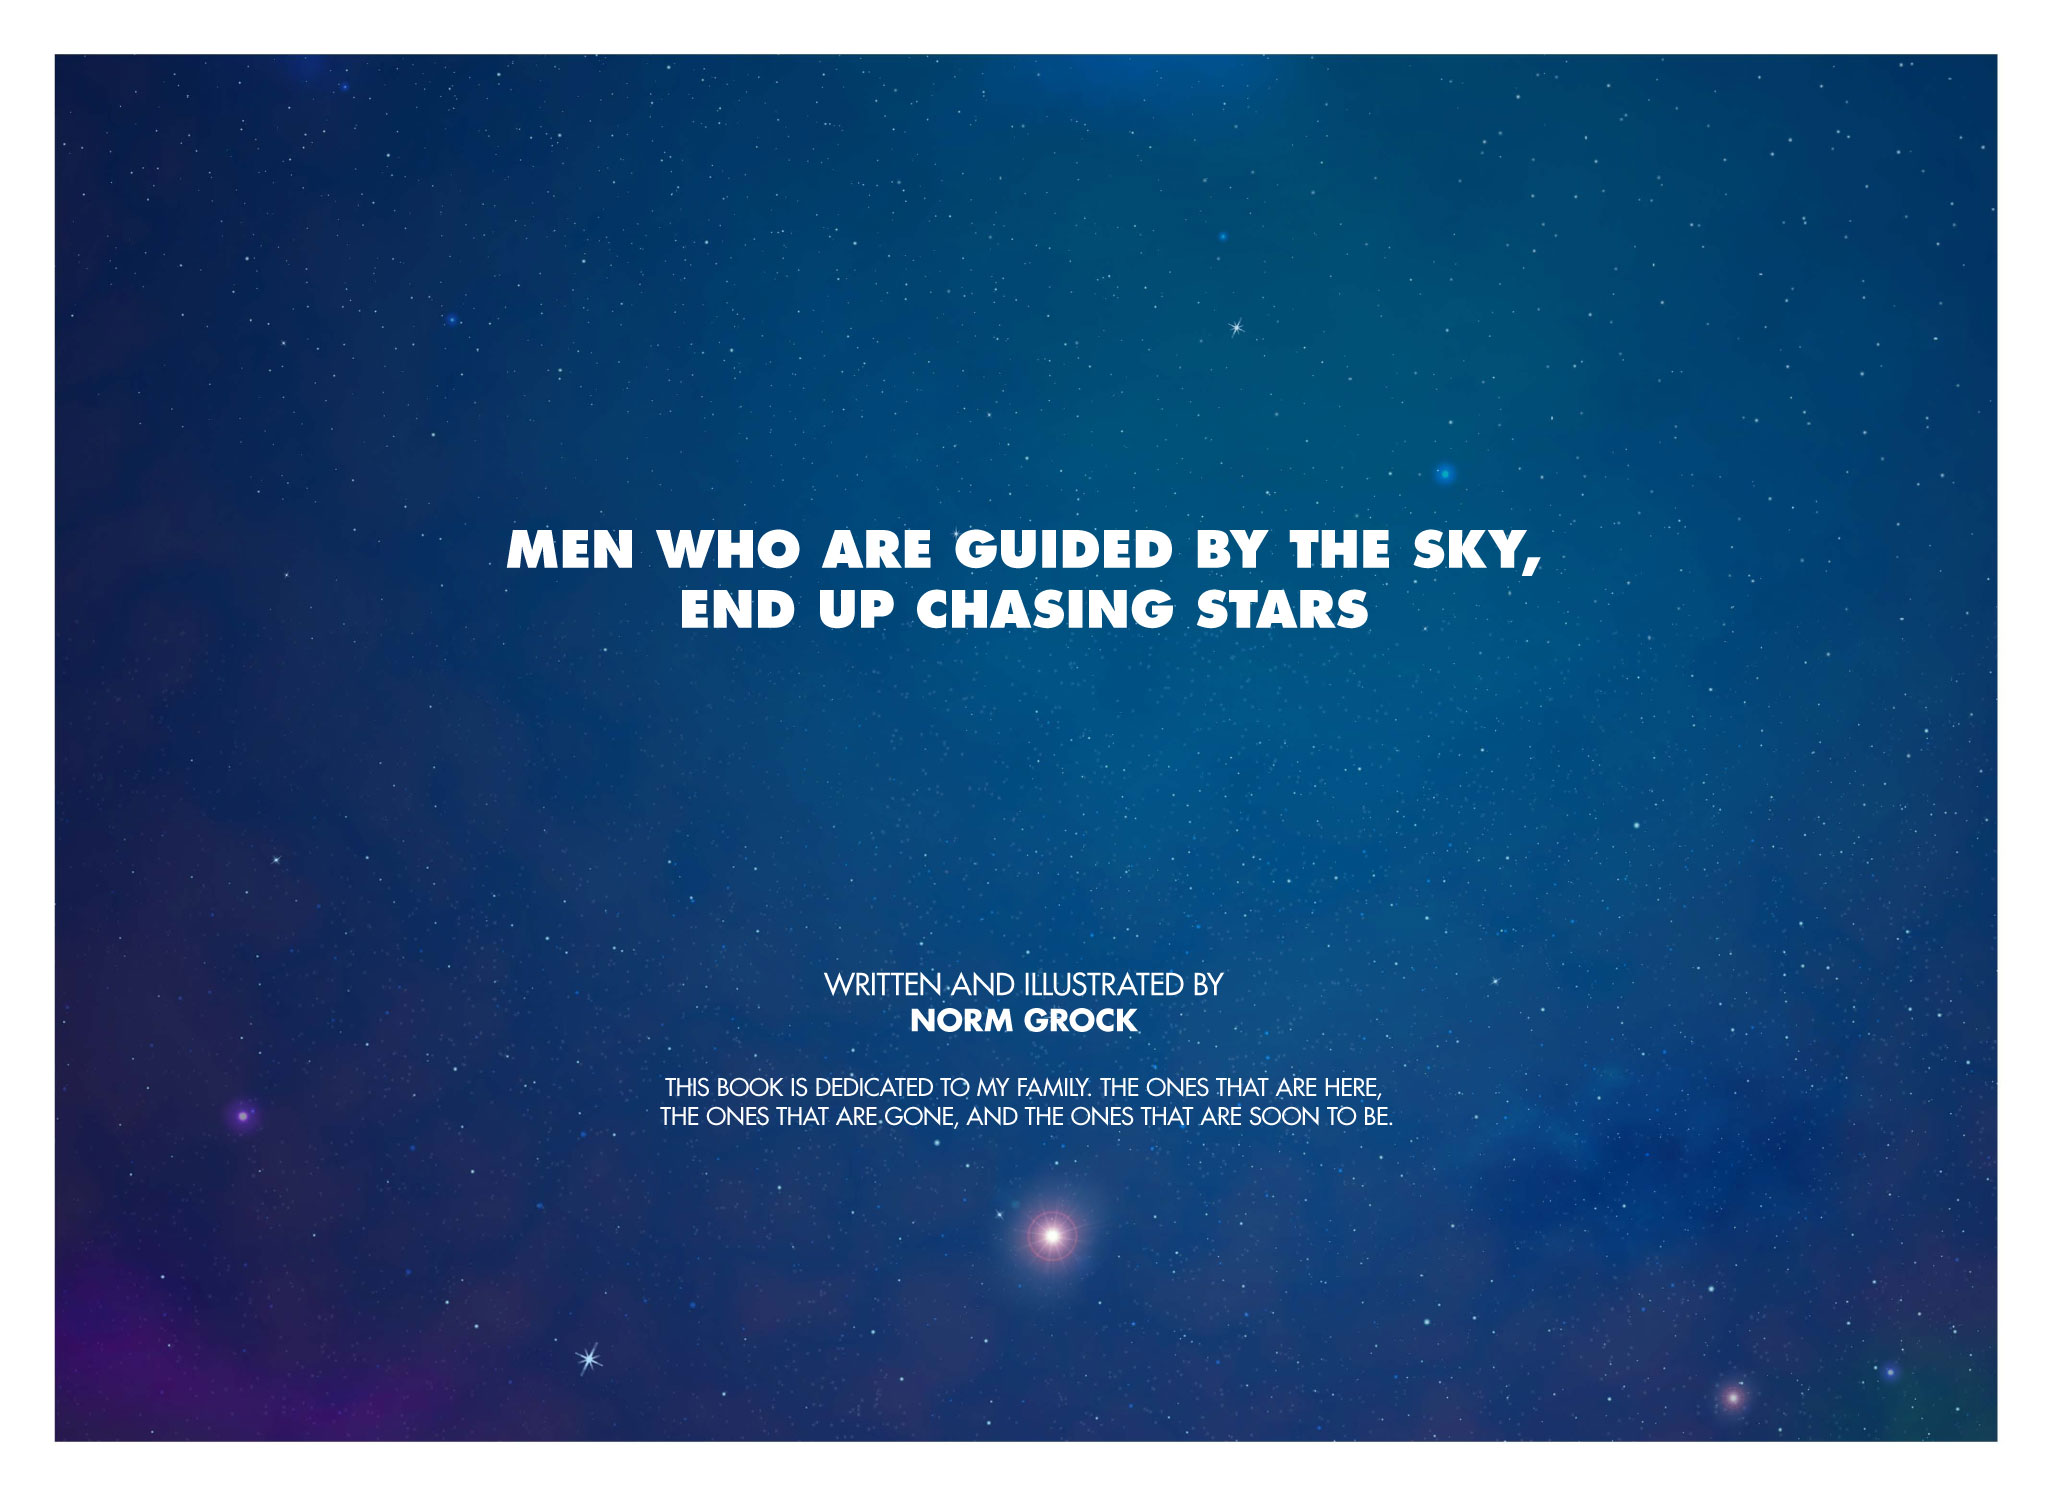 MEN WHO ARE GUIDED BY THE SKY,
END UP CHASING STARS
WRITTEN AND ILLUSTRATED BY
NORM GROCK
THIS BOOK IS DEDICATED TO MY FAMILY. THE ONES THAT ARE HERE,
THE ONES THAT ARE GONE, AND THE ONES THAT ARE SOON TO BE.